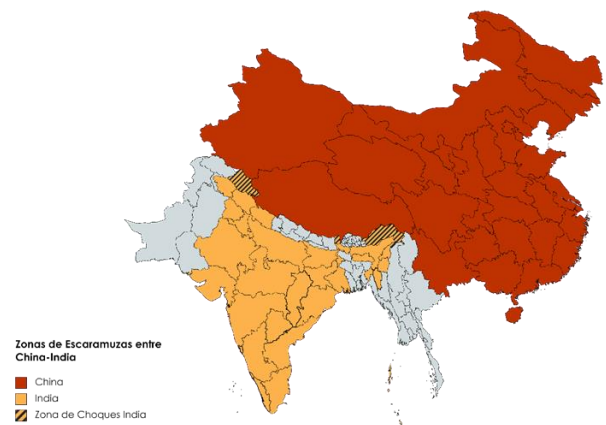 Zonas de Escaramuzas entre
China-India
China
India
Zona de Choques India